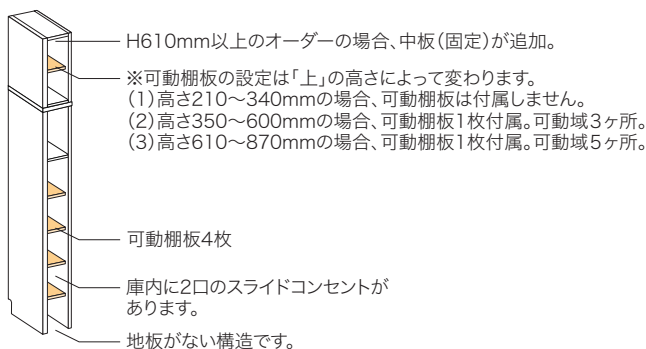 H610mm以上のオーダーの場合、中板(固定)が追加。
※可動棚板の設定は「上」の高さによって変わります。
(1)高さ210〜340mmの場合、可動棚板は付属しません。
(2)高さ350〜600mmの場合、可動棚板1枚付属。可動域3ヶ所。
(3)高さ610〜870mmの場合、可動棚板1枚付属。可動域5ヶ所。
可動棚板4枚
庫内に2口のスライドコンセントが
あります。
地板がない構造です。